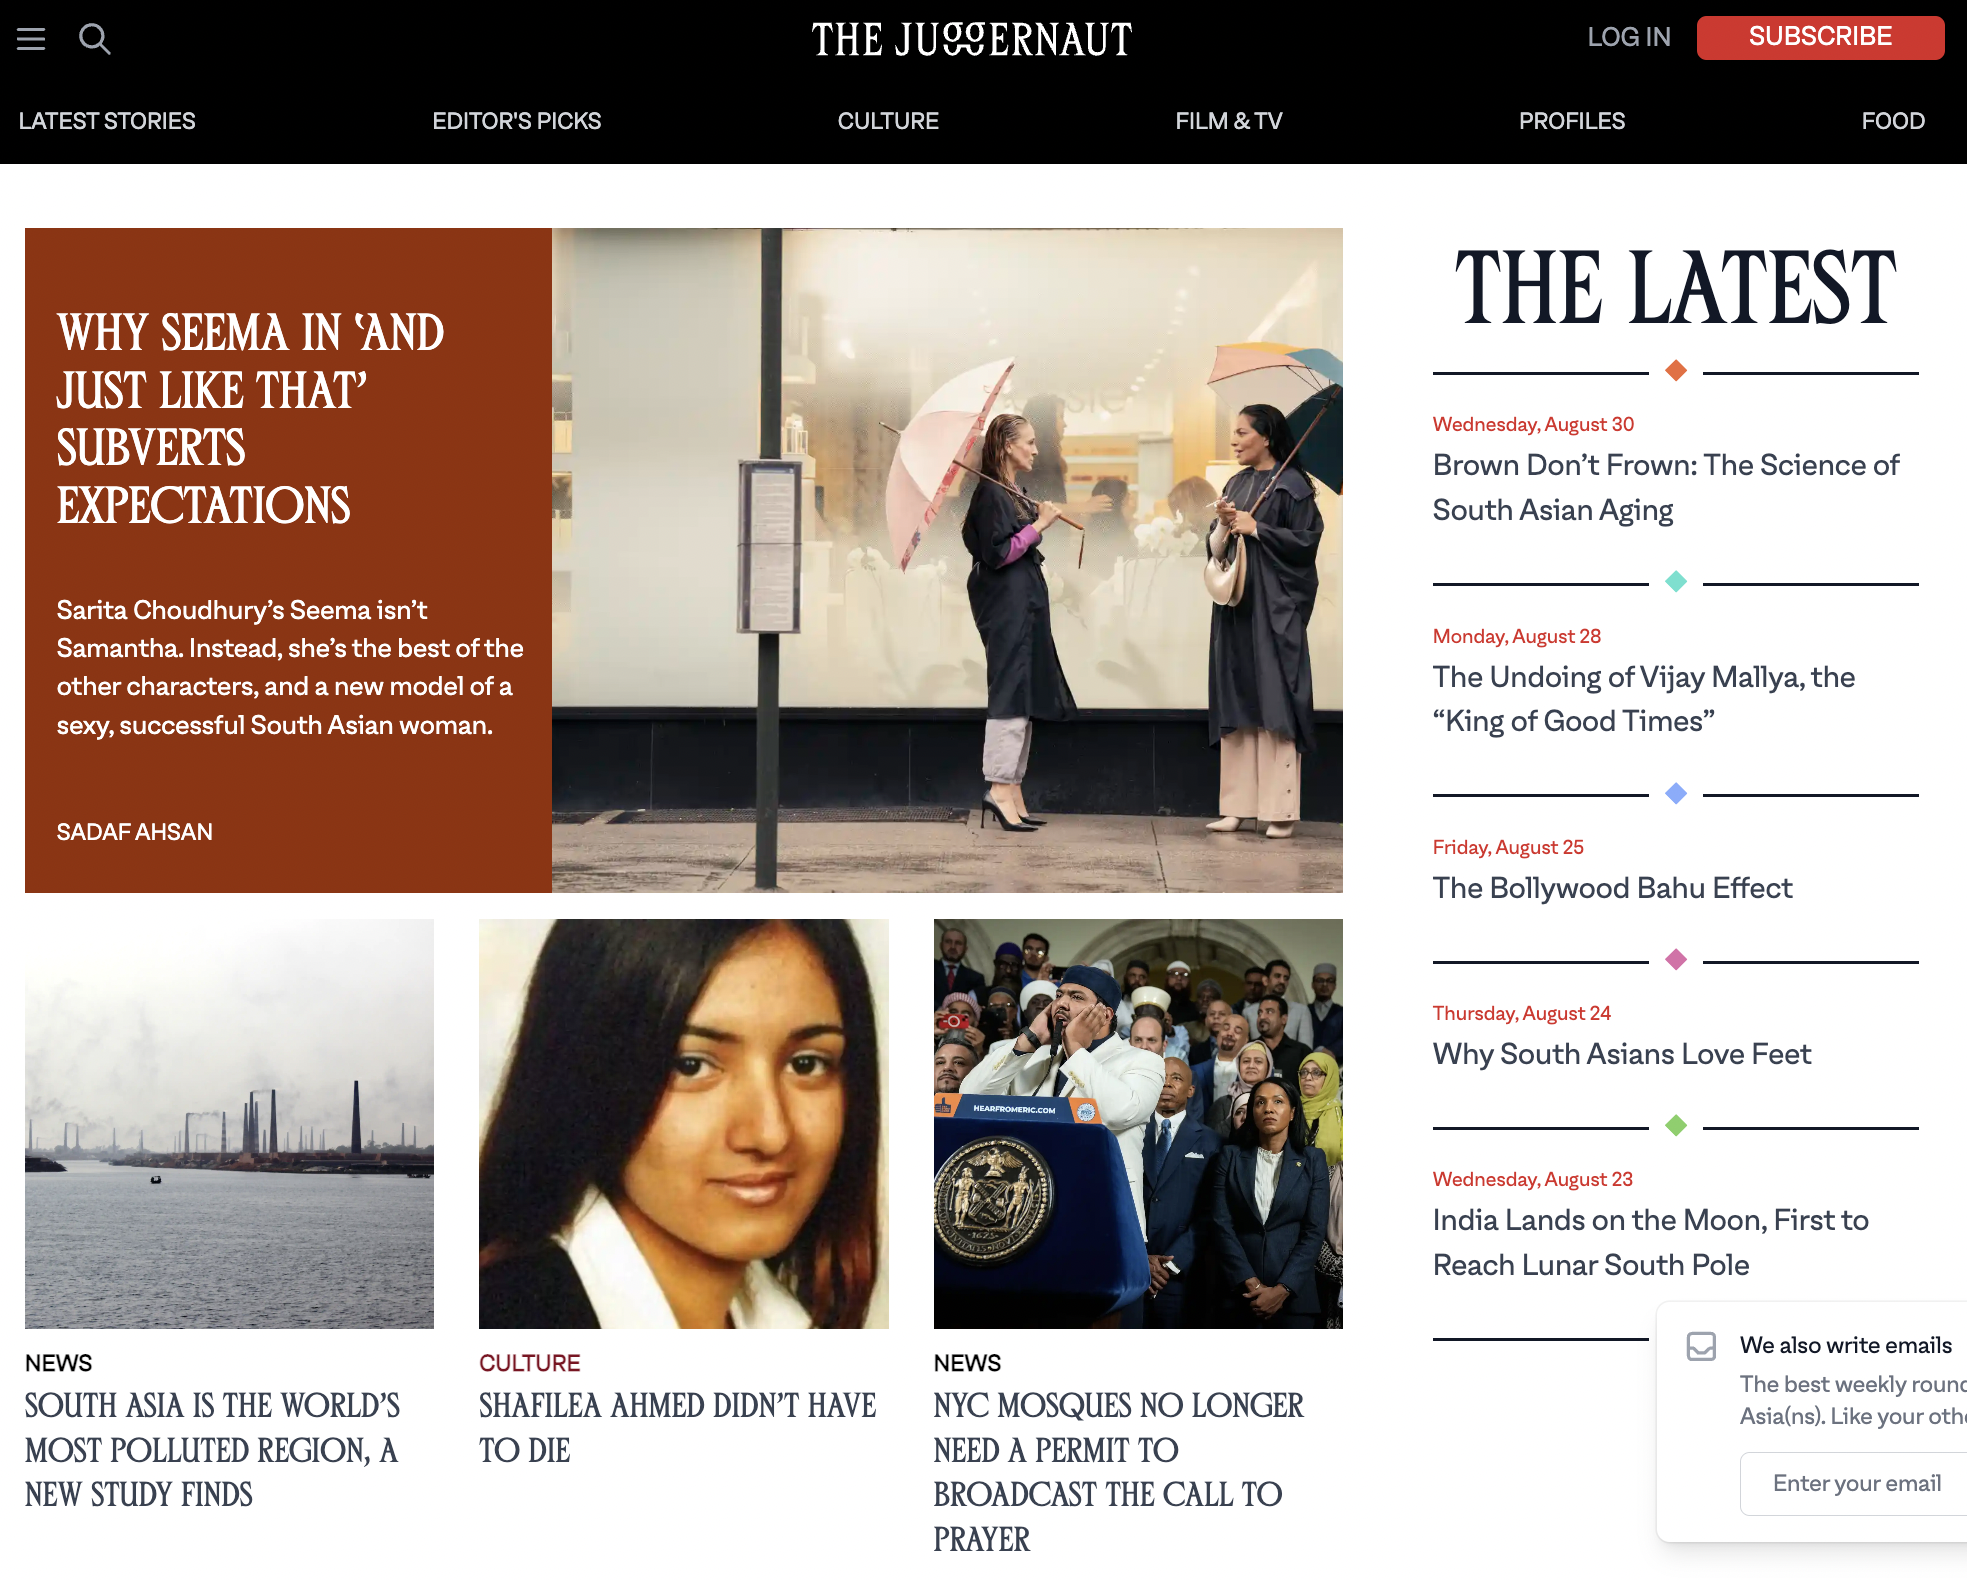 THE JUGGERNAUT
LOG IN
SUBSCRIBE
LATEST STORIES
EDITOR'S PICKS
CULTURE
FILM & TV
PROFILES
FOOD
WHY SEEMA IN ‘AND
JUST LIKE THAT’
SUBVERTS
EXPECTATIONS
Sarita Choudhury’s Seema isn’t
Samantha. Instead, she’s the best of the
other characters, and a new model of a
sexy, successful South Asian woman.
SADAF AHSAN
HEARFROMERIC.COM
NEWS
SOUTH ASIA IS THE WORLD’S
MOST POLLUTED REGION, A
NEW STUDY FINDS
CULTURE
SHAFILEA AHMED DIDN’T HAVE
TO DIE
NEWS
NYC MOSQUES NO LONGER
NEED A PERMIT TO
BROADCAST THE CALL TO
PRAYER
THE LATEST
Wednesday, August 30
Brown Don’t Frown: The Science of
South Asian Aging
Monday, August 28
The Undoing of Vijay Mallya, the
“King of Good Times”
Friday, August 25
The Bollywood Bahu Effect
Thursday, August 24
Why South Asians Love Feet
Wednesday, August 23
India Lands on the Moon, First to
Reach Lunar South Pole
We also write emails
The best weekly
Asia(ns). Like your
Enter your email